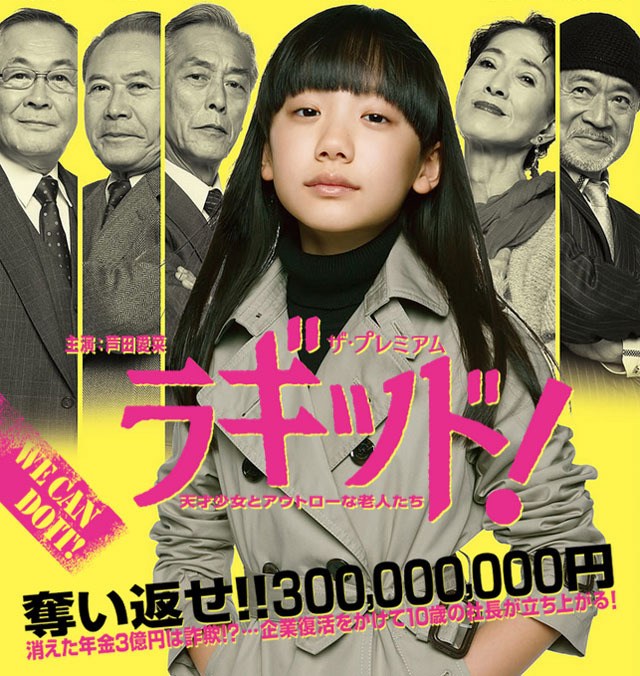 主演：芦田愛菜
ザ・プレミアム
ラギッド！
天才少女とアウトローな老人たち
WE CAN
DO IT!
奪い返せ!!300,000,000円
消えた年金3億円は詐欺!?…企業復活をかけて10歳の社長が立ち上がる！